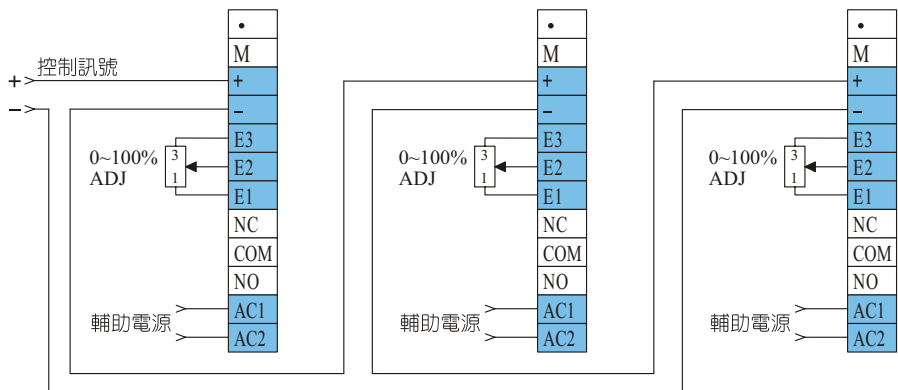 •
M
+
−
E3
E2
E1
NC
COM
NO
AC1
AC2
+
控制訊號
−
0~100%
ADJ
3
1
輔助電源
•
M
+
−
E3
E2
E1
NC
COM
NO
AC1
AC2
0~100%
ADJ
3
1
輔助電源
•
M
+
−
E3
E2
E1
NC
COM
NO
AC1
AC2
0~100%
ADJ
3
1
輔助電源